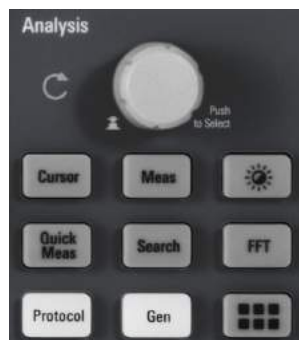 Analysis
Push
to Select
Cursor
Meas
Quick
Meas
Search
FFT
Protocol
Gen